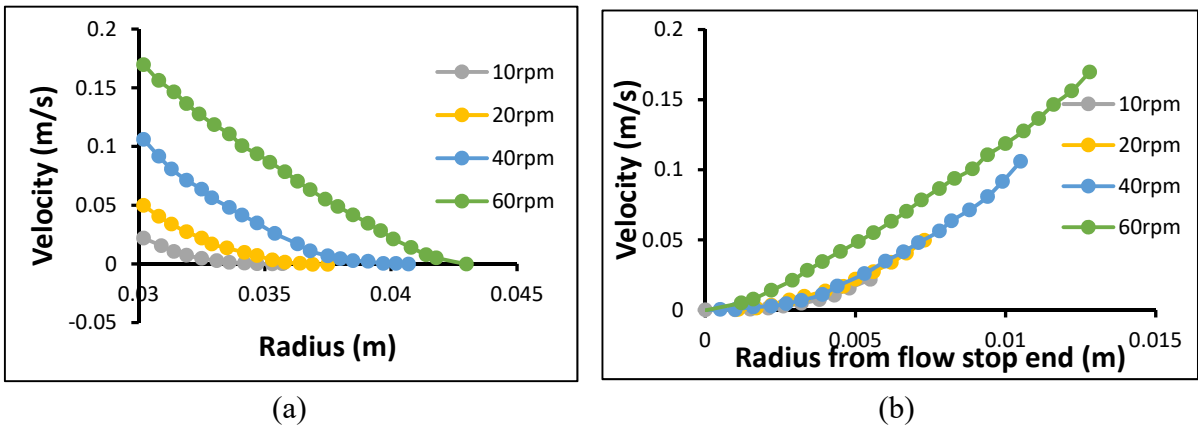 0.2
0.15
0.1
0.05
0
-0.05
0.03
0.035
0.04
0.045
Velocity (m/s)
Radius (m)
10rpm
20rpm
40rpm
60rpm
(a)
0.2
0.15
0.1
0.05
0
0
0.005
0.01
0.015
Velocity (m/s)
Radius from flow stop end (m)
10rpm
20rpm
40rpm
60rpm
(b)